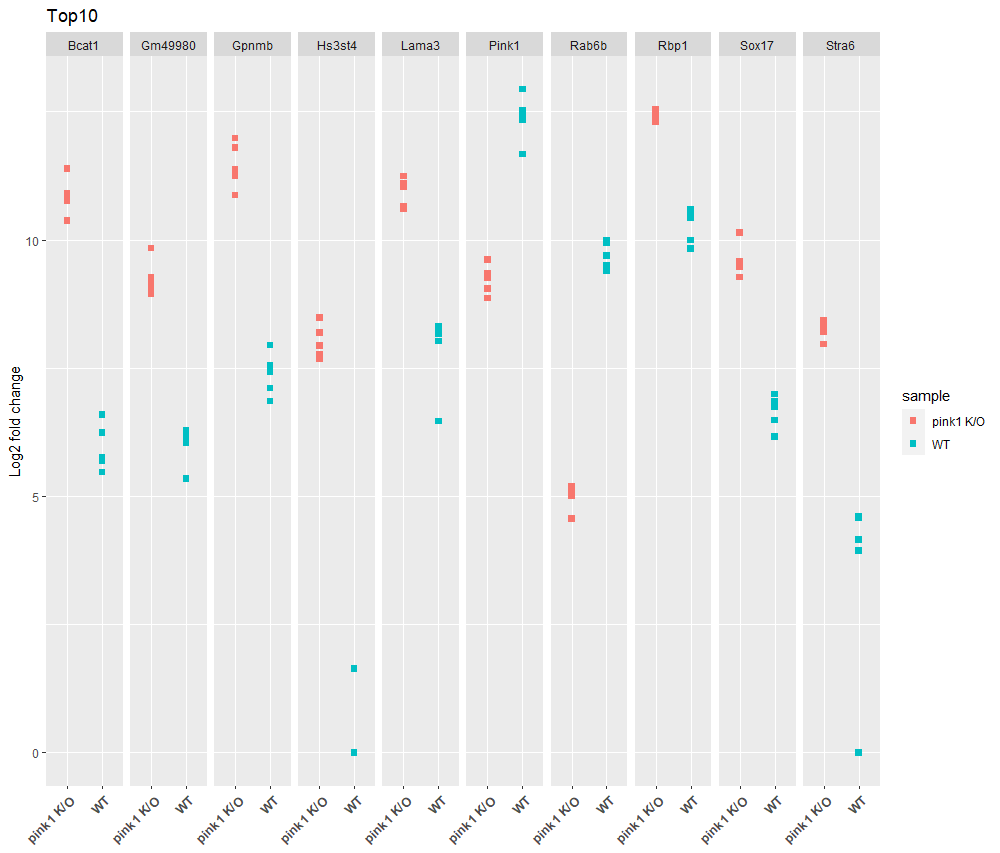 Top10
Bcat1 Gm49980 Gpnmb Hs3st4 Lama3 Pink1 Rab6b Rbp1 Sox17 Stra6
10
5
0
Log2 fold change
pink1 K/O WT pink1 K/O WT pink1 K/O WT pink1 K/O WT pink1 K/O WT pink1 K/O WT pink1 K/O WT pink1 K/O WT pink1 K/O WT pink1 K/O WT
sample
pink1 K/O
WT